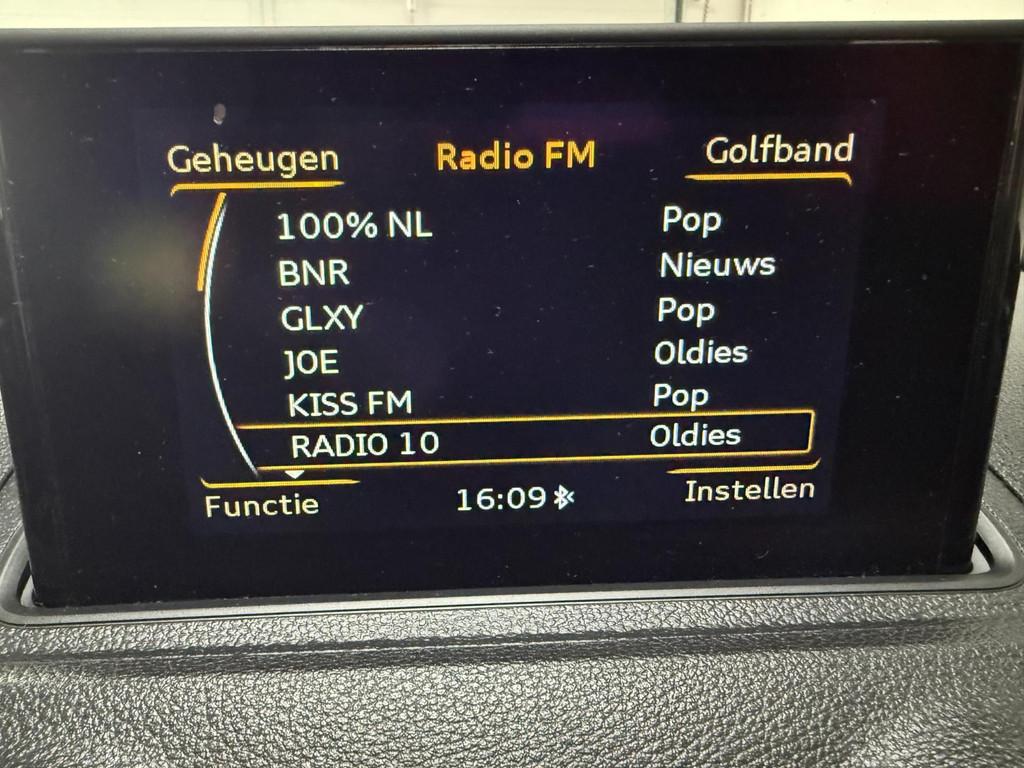 Geheugen Radio FM Golfband
100% NL Pop
BNR Nieuws
GLXY Pop
JOE Oldies
KISS FM Pop
RADIO 10 Oldies
Functie 16:09 Instellen